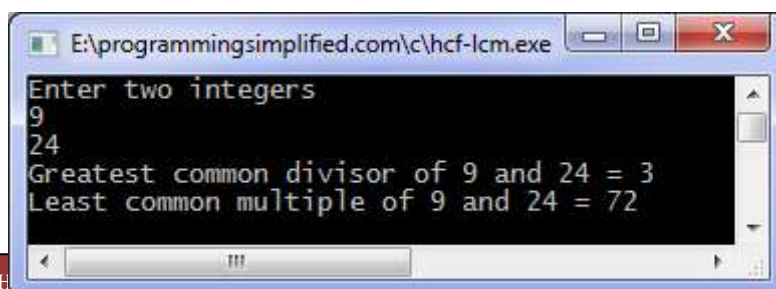 E:\programmingsimplified.com\c\hcf-lcm.exe
Enter two integers
9
24
Greatest common divisor of 9 and 24 = 3
Least common multiple of 9 and 24 = 72
H